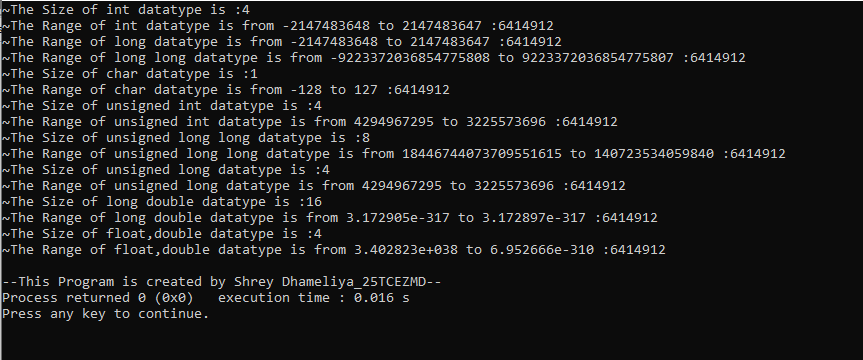 ~The Size of int datatype is :4
~The Range of int datatype is from -2147483648 to 2147483647 :6414912
~The Range of long datatype is from -2147483648 to 2147483647 :6414912
~The Range of long long datatype is from -9223372036854775808 to 9223372036854775807 :6414912
~The Size of char datatype is :1
~The Range of char datatype is from -128 to 127 :6414912
~The Size of unsigned int datatype is :4
~The Range of unsigned int datatype is from 4294967295 to 3225573696 :6414912
~The Size of unsigned long long datatype is :8
~The Range of unsigned long long datatype is from 18446744073709551615 to 140723534059840 :6414912
~The Size of unsigned long datatype is :4
~The Range of unsigned long datatype is from 4294967295 to 3225573696 :6414912
~The Size of long double datatype is :16
~The Range of long double datatype is from 3.172905e-317 to 3.172897e-317 :6414912
~The Size of float,double datatype is :4
~The Range of float,double datatype is from 3.402823e+038 to 6.952666e-310 :6414912
--This Program is created by Shrey Dhameliya_25TCEZMD--
Process returned 0 (0x0)   execution time : 0.016 s
Press any key to continue.